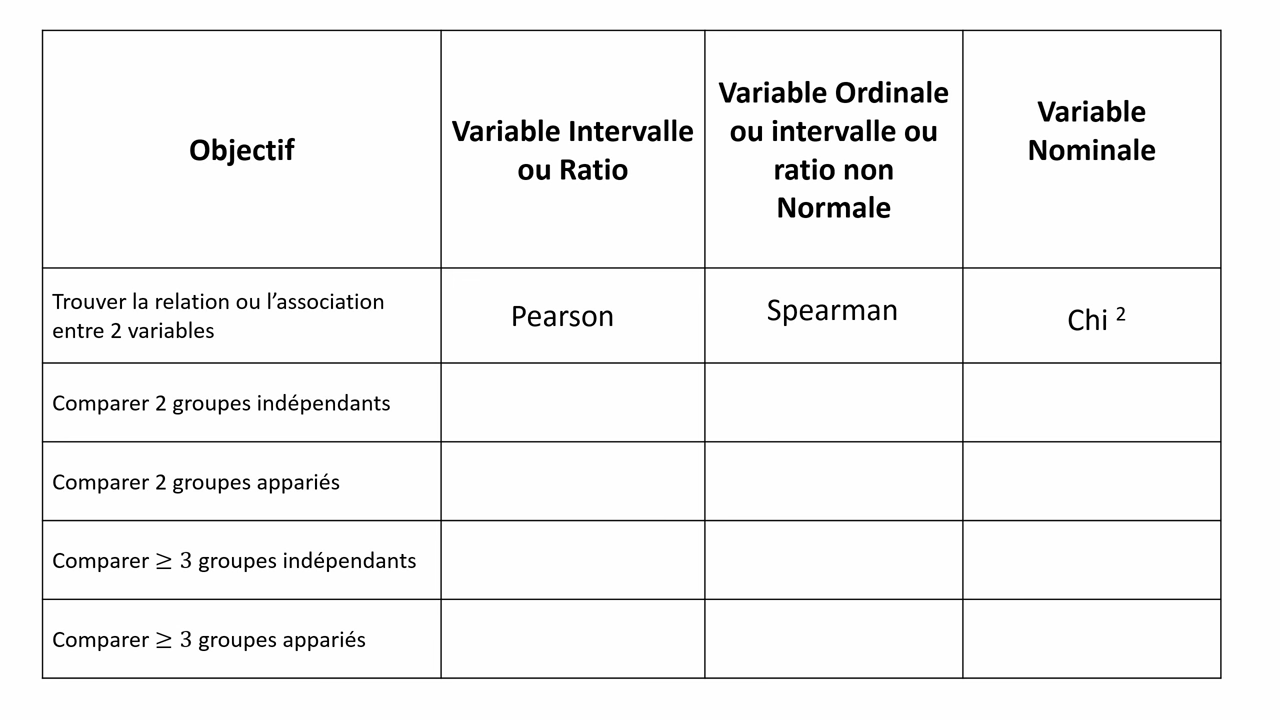 Objectif
Variable Intervalle
ou Ratio
Variable Ordinale
ou intervalle ou
ratio non
Normale
Variable
Nominale
Trouver la relation ou l’association
entre 2 variables
Pearson
Spearman
Chi ²
Comparer 2 groupes indépendants
Comparer 2 groupes appariés
Comparer ≥ 3 groupes indépendants
Comparer ≥ 3 groupes appariés